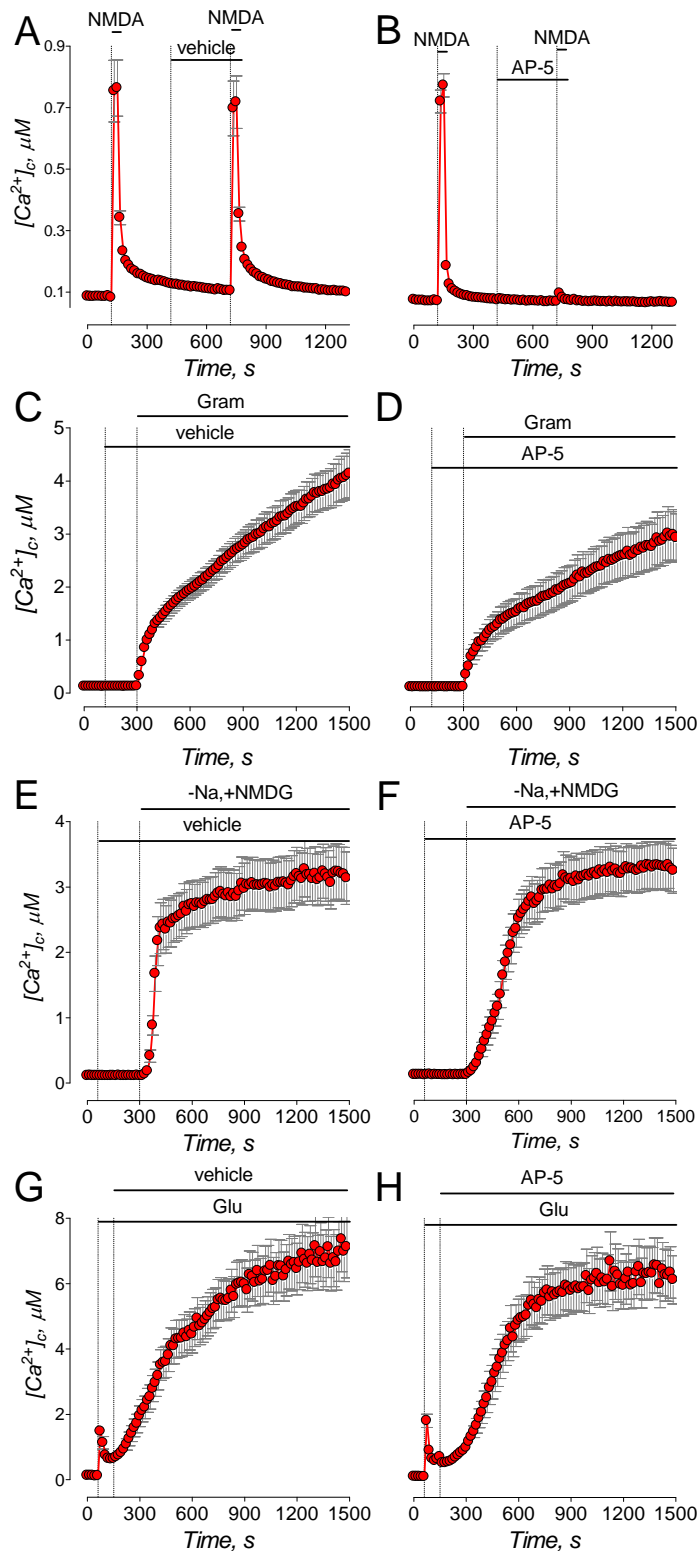 A
NMDA
NMDA
vehicle
0.9
0.7
0.5
0.3
0.1
[Ca²⁺]c, μM
0 300 600 900 1200
Time, s
B
NMDA
NMDA
AP-5
0 300 600 900 1200
Time, s
C
Gram
vehicle
5
4
3
2
1
0
[Ca²⁺]c, μM
0 300 600 900 1200 1500
Time, s
D
Gram
AP-5
0 300 600 900 1200 1500
Time, s
E
-Na,+NMDG
vehicle
4
3
2
1
0
[Ca²⁺]c, μM
0 300 600 900 1200 1500
Time, s
F
-Na,+NMDG
AP-5
0 300 600 900 1200 1500
Time, s
G
vehicle
Glu
8
6
4
2
0
[Ca²⁺]c, μM
0 300 600 900 1200 1500
Time, s
H
AP-5
Glu
0 300 600 900 1200 1500
Time, s